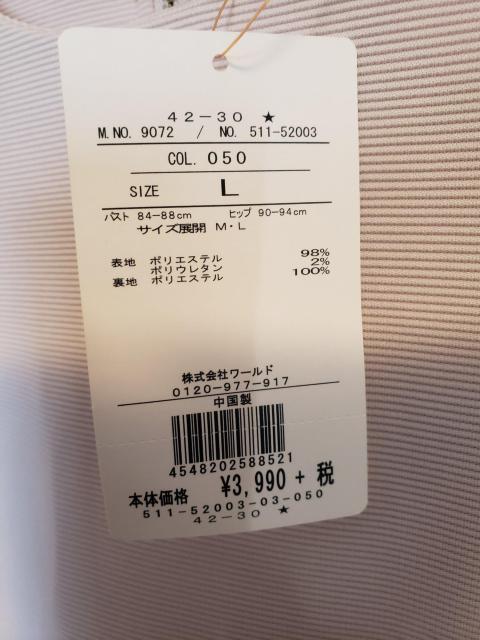 42-30 ★
M.NO. 9072 / NO. 511-52003
COL. 050
SIZE L
バスト 84-88cm ヒップ 90-94cm
サイズ展開 M・L
表地 ポリエステル 98%
ポリウレタン 2%
裏地 ポリエステル 100%
株式会社ワールド
0120-977-917
中国製
4548202588521
本体価格 ¥3,990 + 税
511-52003-03-050
42-30 ★